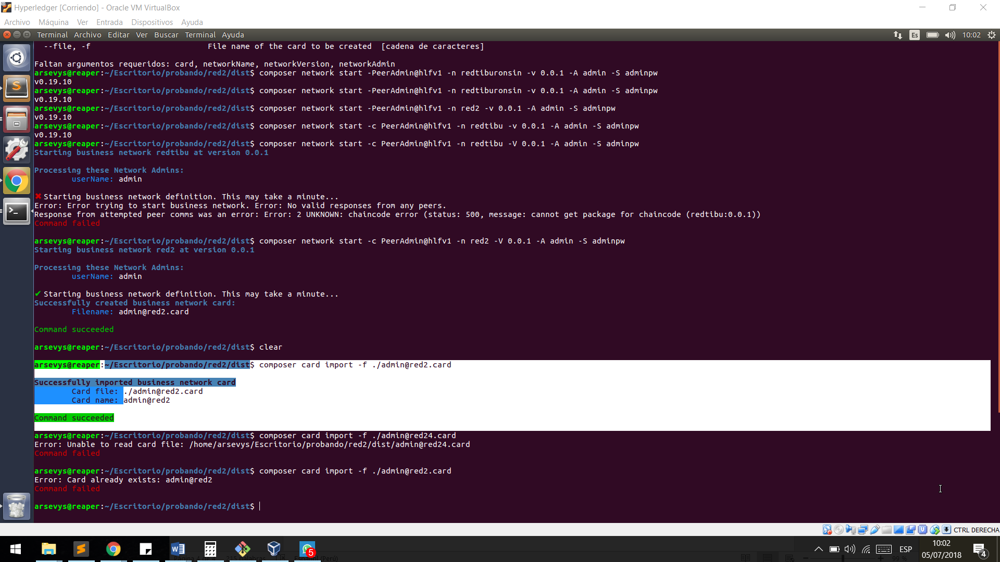 Hyperledger [Corriendo] - Oracle VM VirtualBox
Archivo Máquina Ver Entrada Dispositivos Ayuda
Terminal Archivo Editar Ver Buscar Terminal Ayuda Es 10:02
--file, -f File name of the card to be created [cadena de caracteres]
Faltan argumentos requeridos: card, networkName, networkVersion, networkAdmin
arsevys@reaper:~/Escritorio/probando/red2/dist$ composer network start -PeerAdmin@hlfv1 -n redtiburonsin -v 0.0.1 -A admin -S adminpw
v0.19.10
arsevys@reaper:~/Escritorio/probando/red2/dist$ composer network start -PeerAdmin@hlfv1 -n redtiburonsin -v 0.0.1 -A admin -S adminpw
v0.19.10
arsevys@reaper:~/Escritorio/probando/red2/dist$ composer network start -PeerAdmin@hlfv1 -n red2 -v 0.0.1 -A admin -S adminpw
v0.19.10
arsevys@reaper:~/Escritorio/probando/red2/dist$ composer network start -c PeerAdmin@hlfv1 -n redtibu -v 0.0.1 -A admin -S adminpw
v0.19.10
arsevys@reaper:~/Escritorio/probando/red2/dist$ composer network start -c PeerAdmin@hlfv1 -n redtibu -V 0.0.1 -A admin -S adminpw
Starting business network redtibu at version 0.0.1
Processing these Network Admins:
userName: admin
✖ Starting business network definition. This may take a minute...
Error: Error trying to start business network. Error: No valid responses from any peers.
Response from attempted peer comms was an error: Error: 2 UNKNOWN: chaincode error (status: 500, message: cannot get package for chaincode (redtibu:0.0.1))
Command failed
arsevys@reaper:~/Escritorio/probando/red2/dist$ composer network start -c PeerAdmin@hlfv1 -n red2 -V 0.0.1 -A admin -S adminpw
Starting business network red2 at version 0.0.1
Processing these Network Admins:
userName: admin
✔ Starting business network definition. This may take a minute...
Successfully created business network card:
Filename: admin@red2.card
Command succeeded
arsevys@reaper:~/Escritorio/probando/red2/dist$ clear
arsevys@reaper:~/Escritorio/probando/red2/dist$ composer card import -f ./admin@red2.card
Successfully imported business network card
Card file: ./admin@red2.card
Card name: admin@red2
Command succeeded
arsevys@reaper:~/Escritorio/probando/red2/dist$ composer card import -f ./admin@red24.card
Error: Unable to read card file: /home/arsevys/Escritorio/probando/red2/dist/admin@red24.card
Command failed
arsevys@reaper:~/Escritorio/probando/red2/dist$ composer card import -f ./admin@red2.card
Error: Card already exists: admin@red2
Command failed
arsevys@reaper:~/Escritorio/probando/red2/dist$
CTRL DERECHA
5 ESP 10:02
05/07/2018 4
99 %